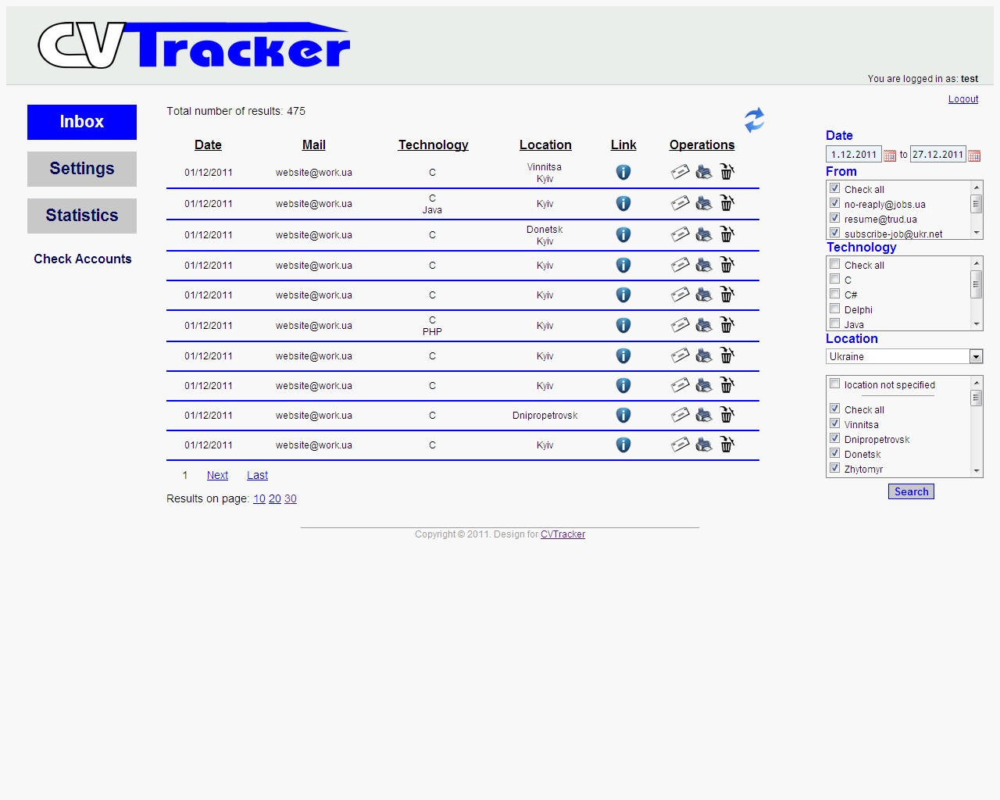 CVTracker
You are logged in as: test
Logout
Inbox
Settings
Statistics
Check Accounts
Total number of results: 475
Date Mail Technology Location Link Operations
01/12/2011 website@work.ua C Vinnitsa
Kyiv
01/12/2011 website@work.ua C Kyiv
Java
01/12/2011 website@work.ua C Donetsk
Kyiv
01/12/2011 website@work.ua C Kyiv
01/12/2011 website@work.ua C Kyiv
01/12/2011 website@work.ua C Kyiv
PHP
01/12/2011 website@work.ua C Kyiv
01/12/2011 website@work.ua C Kyiv
01/12/2011 website@work.ua C Dnipropetrovsk
01/12/2011 website@work.ua C Kyiv
1 Next Last
Results on page: 10 20 30
Date
1.12.2011 to 27.12.2011
From
Check all
no-reaply@jobs.ua
resume@trud.ua
subscribe-job@ukr.net
Technology
Check all
C
C#
Delphi
Java
Location
Ukraine
location not specified
Check all
Vinnitsa
Dnipropetrovsk
Donetsk
Zhytomyr
Search
Copyright © 2011. Design for CVTracker